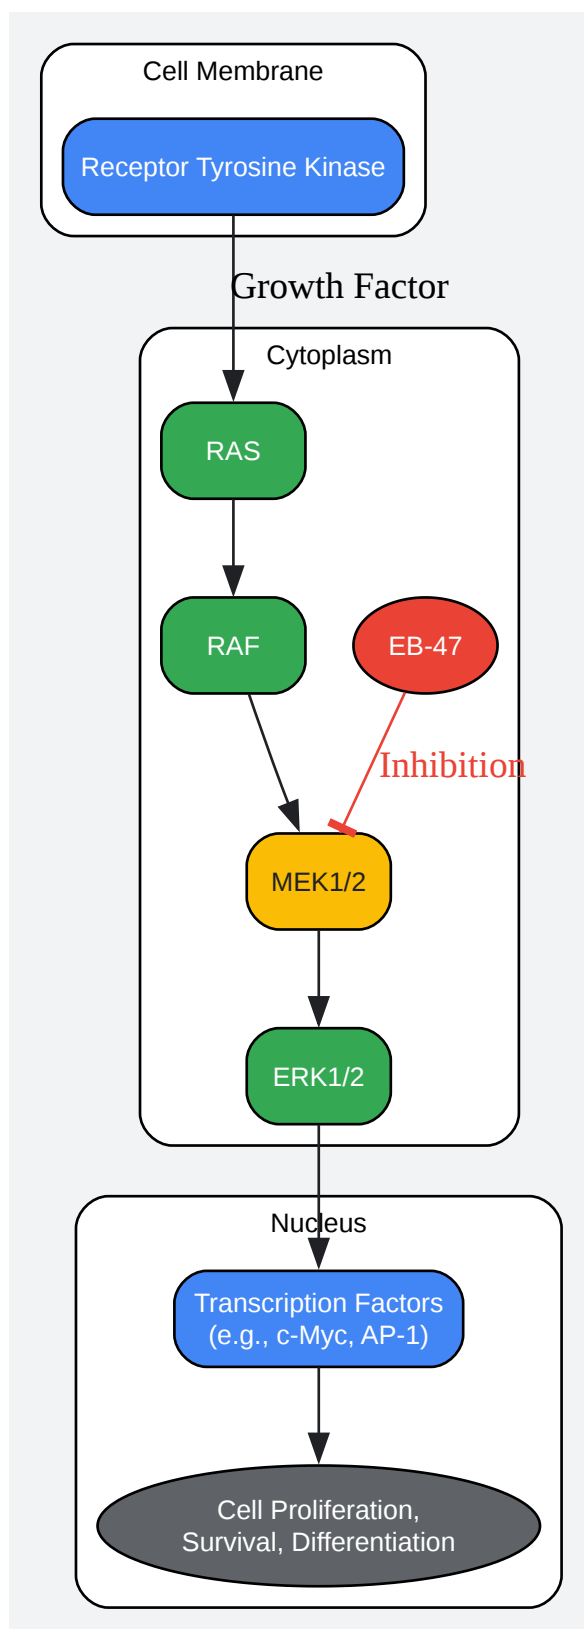 Cell Membrane
Receptor Tyrosine Kinase
Growth Factor
Cytoplasm
RAS
RAF
EB-47
Inhibition
MEK1/2
ERK1/2
Nucleus
Transcription Factors
(e.g., c-Myc, AP-1)
Cell Proliferation,
Survival, Differentiation